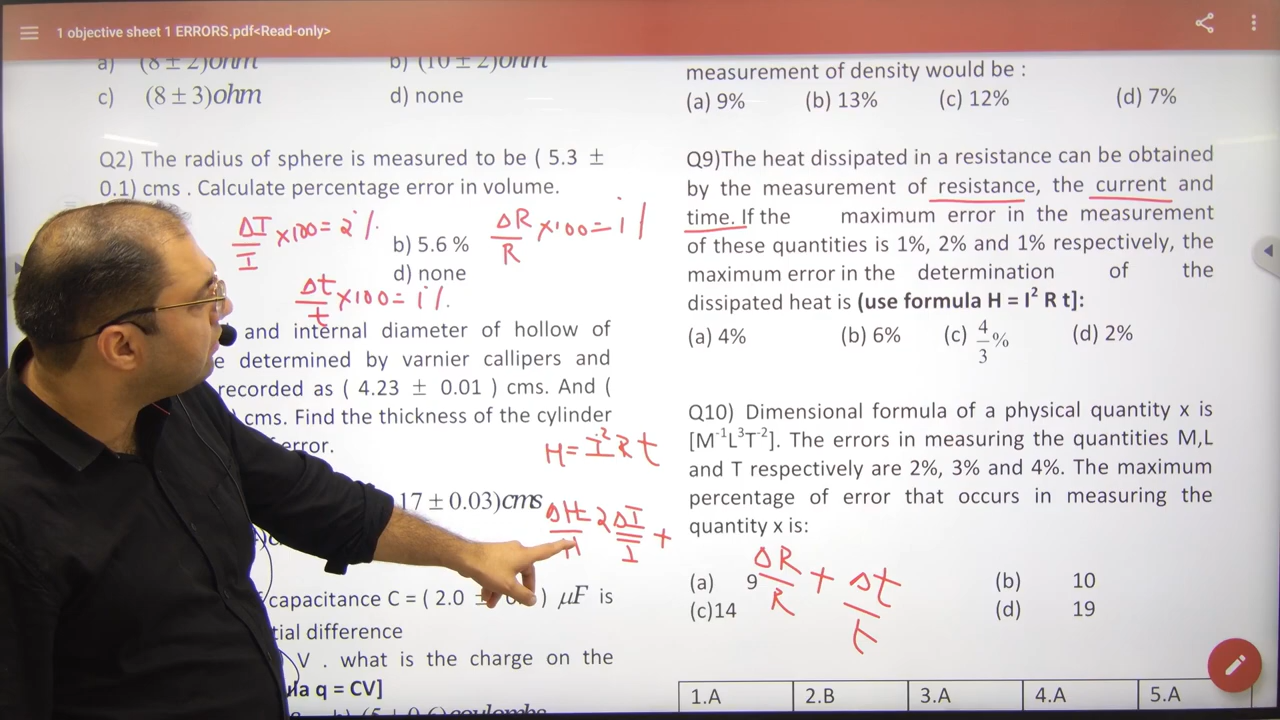 1 objective sheet 1 ERRORS.pdf<Read-only>
a) (8 ± 2)ohm b) (10 ± 2)ohm
c) (8 ± 3)ohm d) none
Q2) The radius of sphere is measured to be ( 5.3 ±
0.1) cms . Calculate percentage error in volume.
ΔI/I ×100 = 2%.
b) 5.6 %
ΔR/R ×100 = 1%
d) none
Δt/t ×100 = 1%.
and internal diameter of hollow of
determined by varnier callipers and
recorded as ( 4.23 ± 0.01 ) cms. And (
cms. Find the thickness of the cylinder
of error.
H = I² R t
17 ± 0.03)cms
ΔH/H = 2 ΔI/I +
capacitance C = ( 2.0 ) μF is
difference
V . what is the charge on the
q = CV]
measurement of density would be :
(a) 9% (b) 13% (c) 12% (d) 7%
Q9)The heat dissipated in a resistance can be obtained
by the measurement of resistance, the current and
time. If the maximum error in the measurement
of these quantities is 1%, 2% and 1% respectively, the
maximum error in the determination of the
dissipated heat is (use formula H = I² R t]:
(a) 4% (b) 6% (c) 4/3 % (d) 2%
Q10) Dimensional formula of a physical quantity x is
[M⁻¹L³T⁻²]. The errors in measuring the quantities M,L
and T respectively are 2%, 3% and 4%. The maximum
percentage of error that occurs in measuring the
quantity x is:
ΔR/R + Δt/t
(a) 9 (b) 10
(c)14 (d) 19
1.A 2.B 3.A 4.A 5.A